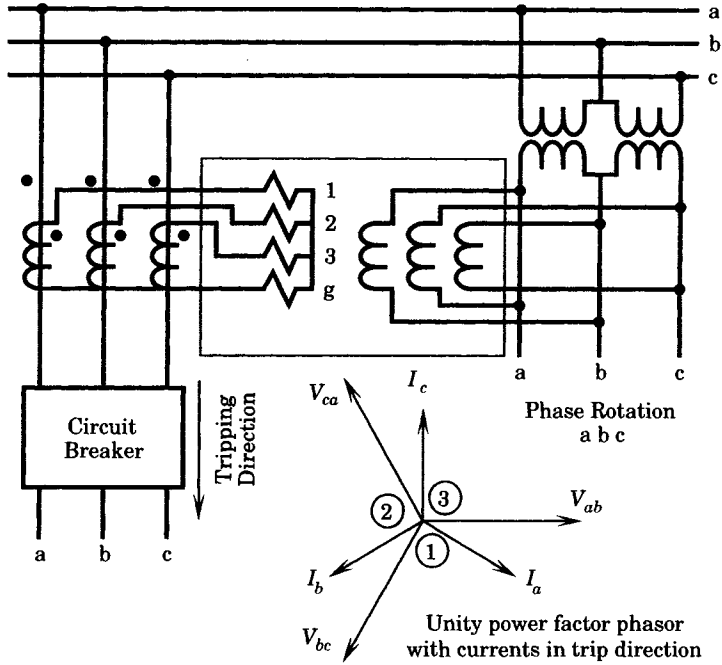 a
b
c
1
2
3
g
a b c
Circuit
Breaker
Tripping
Direction
a b c
Phase Rotation
a b c
V_ca
I_c
V_ab
I_a
V_bc
I_b
1
2
3
Unity power factor phasor
with currents in trip direction